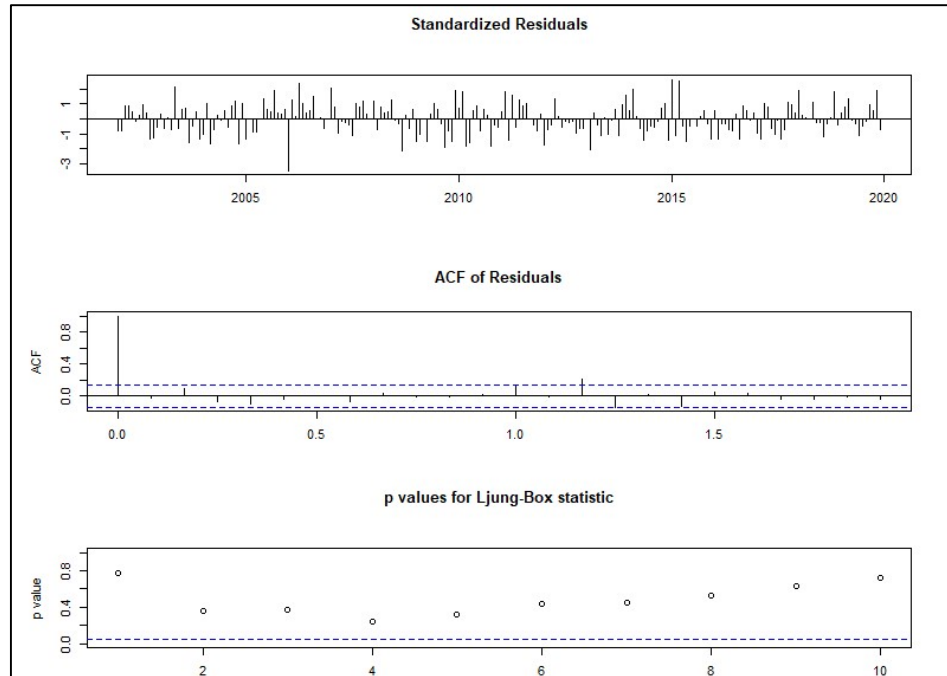 Standardized Residuals
1
-1
-3
2005 2010 2015 2020
ACF of Residuals
ACF
0.8
0.4
0.0
0.0 0.5 1.0 1.5
p values for Ljung-Box statistic
p value
0.8
0.4
0.0
2 4 6 8 10